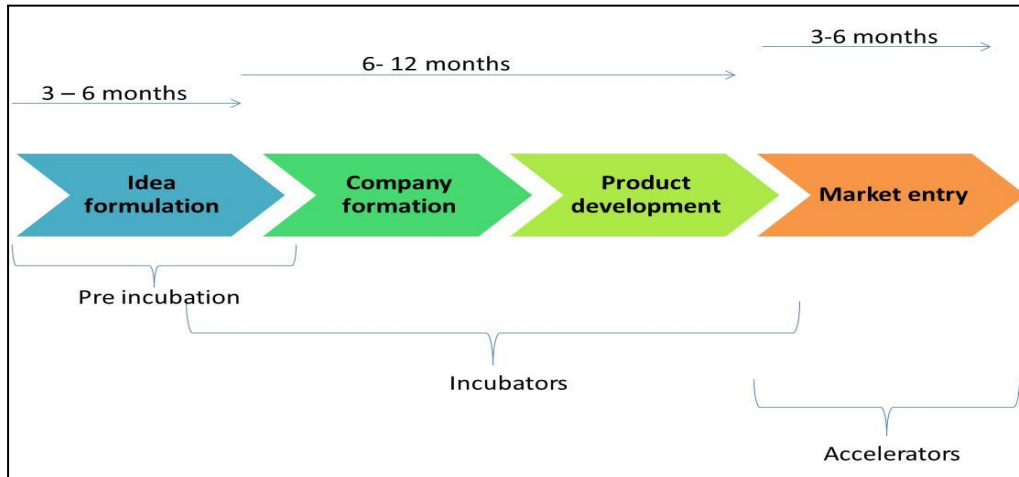 3-6 months
6- 12 months
3 – 6 months
Idea
formulation
Company
formation
Product
development
Market entry
Pre incubation
Incubators
Accelerators